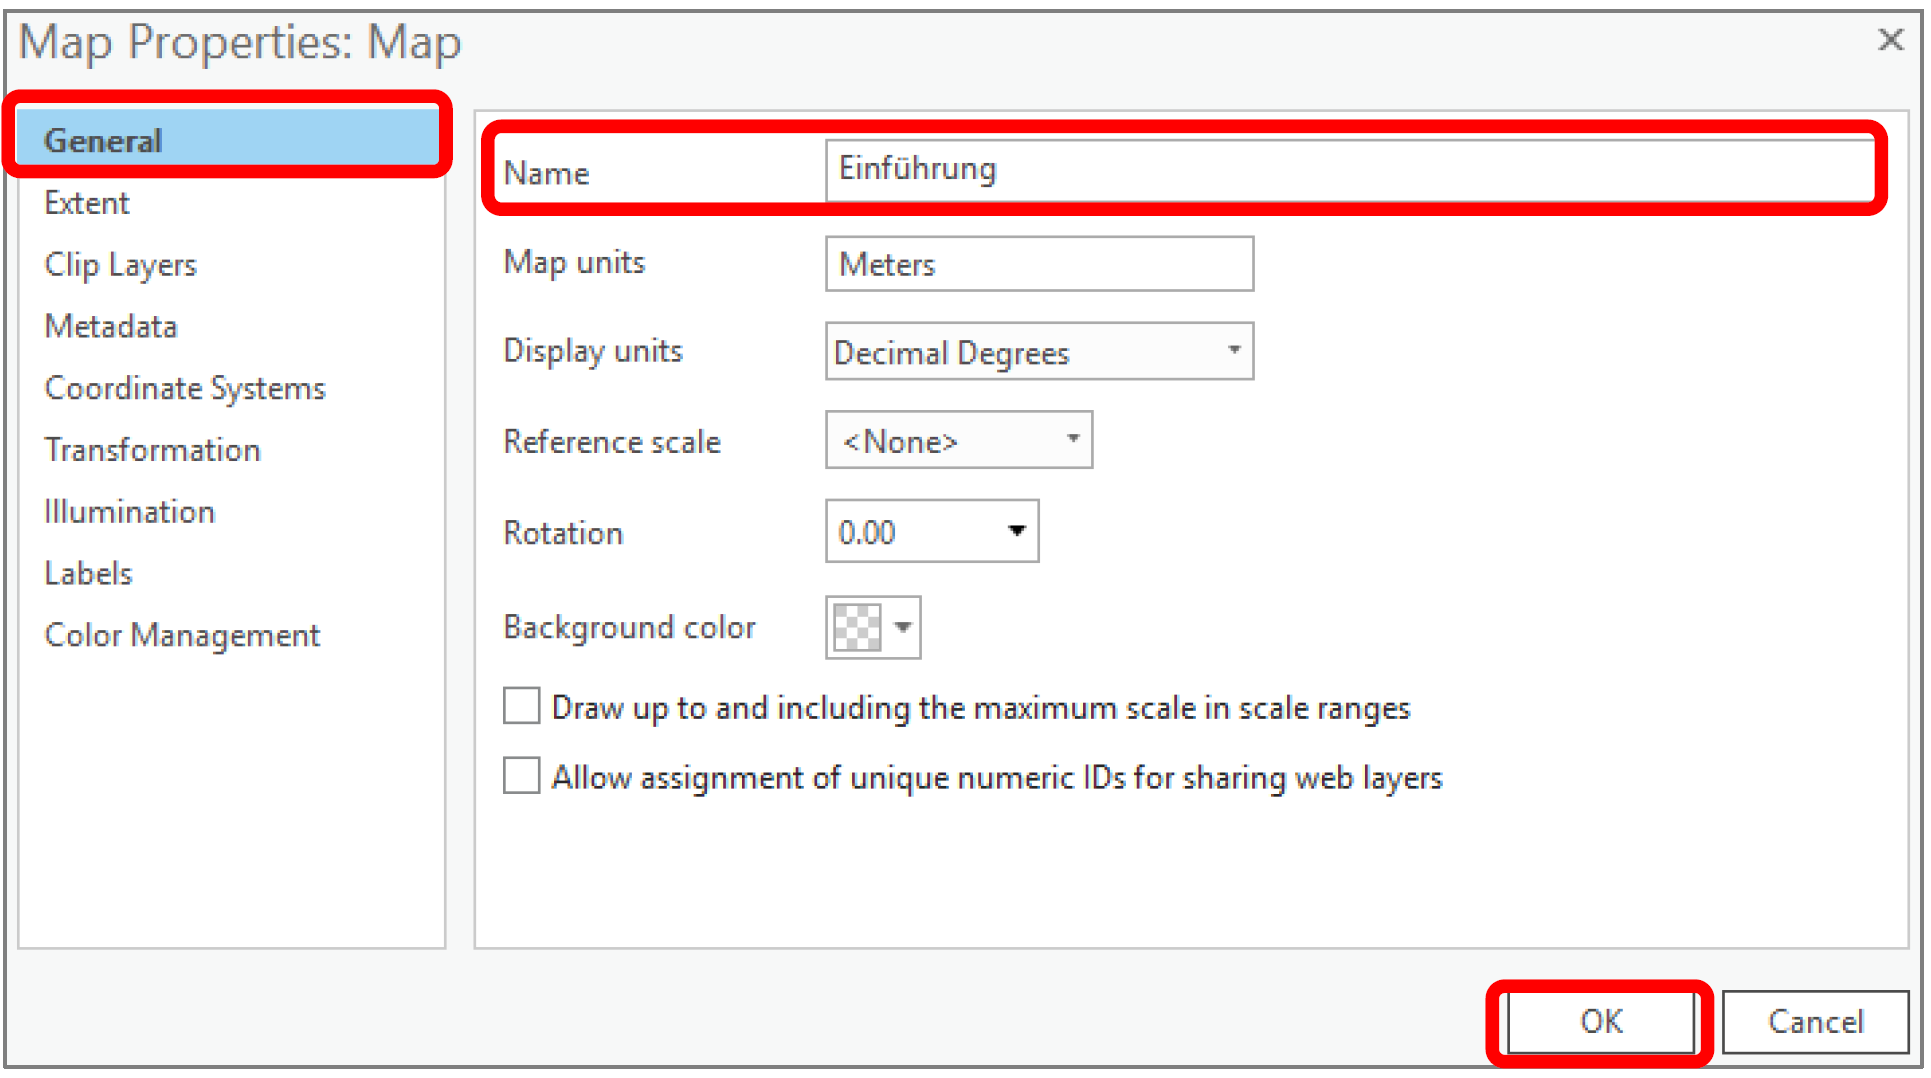 Map Properties: Map
General
Extent
Clip Layers
Metadata
Coordinate Systems
Transformation
Illumination
Labels
Color Management
Name Einführung
Map units Meters
Display units Decimal Degrees
Reference scale <None>
Rotation 0.00
Background color
Draw up to and including the maximum scale in scale ranges
Allow assignment of unique numeric IDs for sharing web layers
OK Cancel